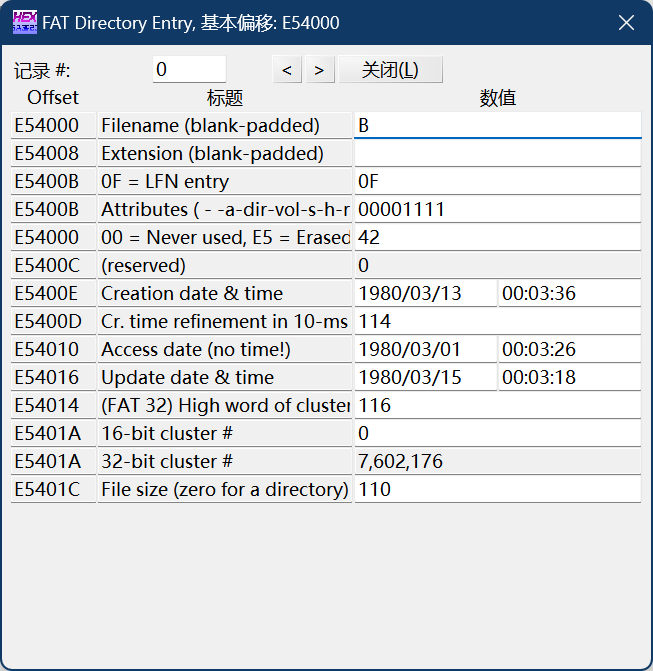 HEX
FAT Directory Entry, 基本偏移: E54000
记录 #: 0 < > 关闭(L)
Offset 标题 数值
E54000 Filename (blank-padded) B
E54008 Extension (blank-padded)
E5400B 0F = LFN entry 0F
E5400B Attributes ( - -a-dir-vol-s-h-r 00001111
E54000 00 = Never used, E5 = Erased 42
E5400C (reserved) 0
E5400E Creation date & time 1980/03/13 00:03:36
E5400D Cr. time refinement in 10-ms 114
E54010 Access date (no time!) 1980/03/01 00:03:26
E54016 Update date & time 1980/03/15 00:03:18
E54014 (FAT 32) High word of cluster 116
E5401A 16-bit cluster # 0
E5401A 32-bit cluster # 7,602,176
E5401C File size (zero for a directory) 110